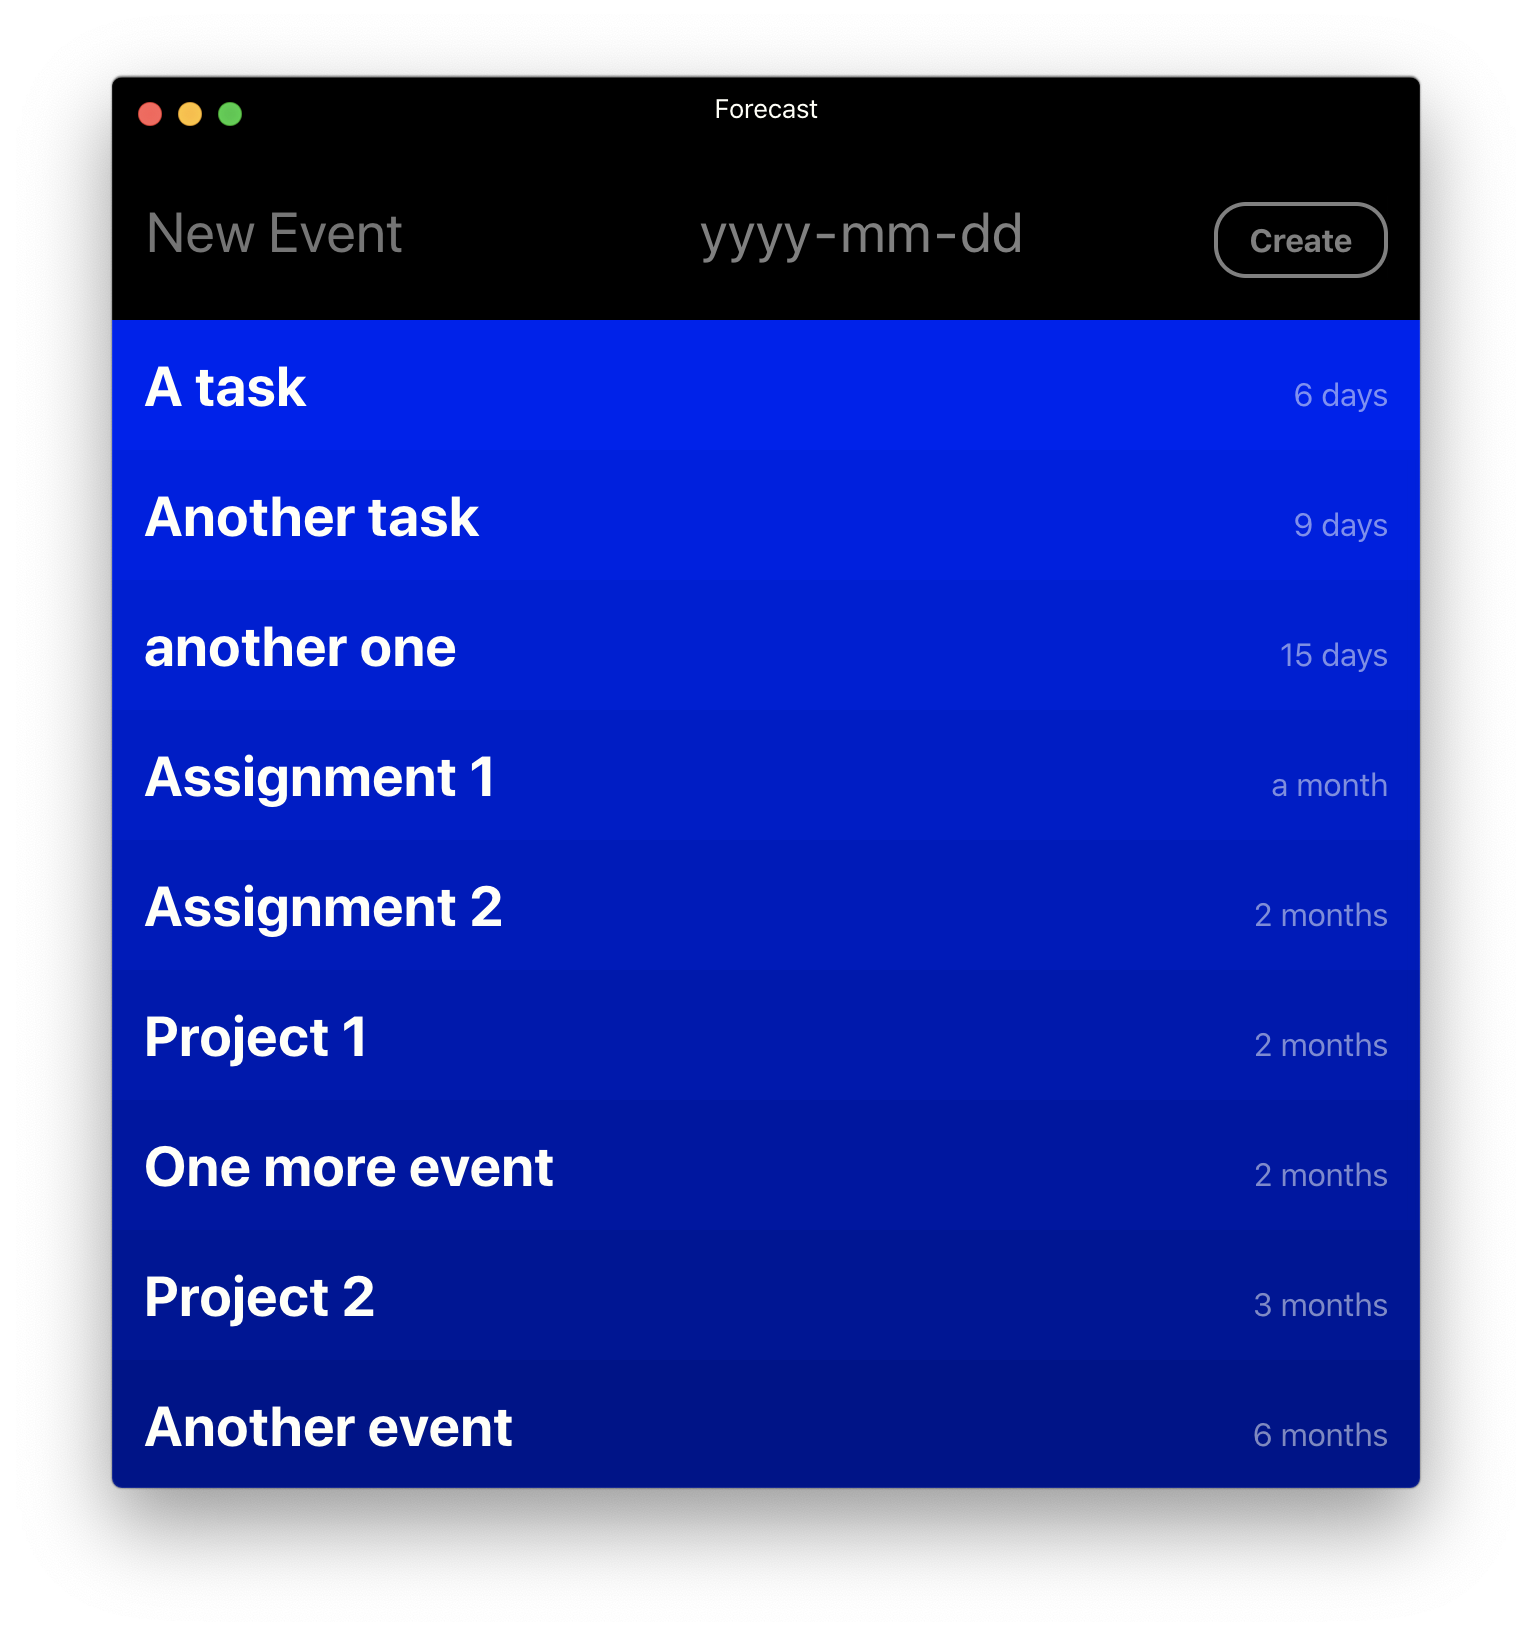 Forecast
New Event yyyy-mm-dd Create
A task 6 days
Another task 9 days
another one 15 days
Assignment 1 a month
Assignment 2 2 months
Project 1 2 months
One more event 2 months
Project 2 3 months
Another event 6 months